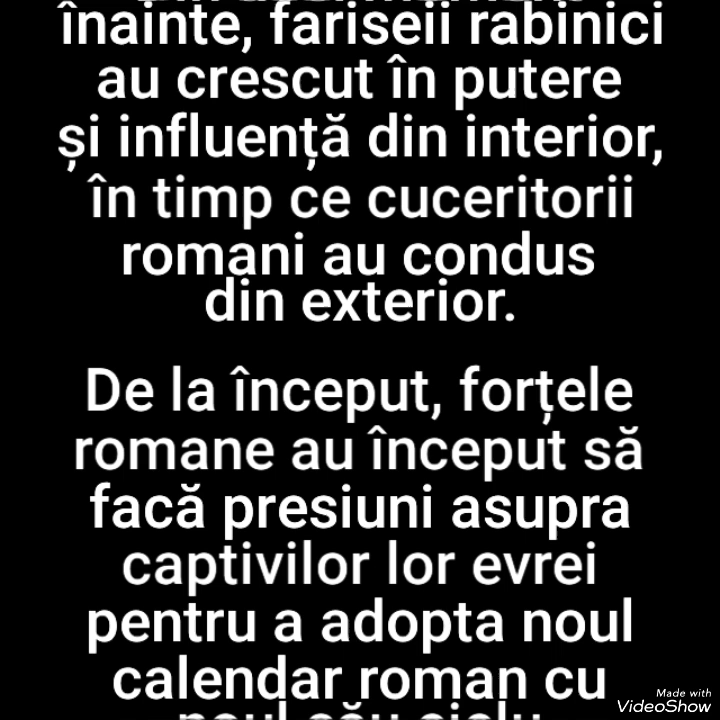 înainte, fariseii rabinici
au crescut în putere
și influență din interior,
în timp ce cuceritorii
romani au condus
din exterior.
De la început, forțele
romane au început să
facă presiuni asupra
captivilor lor evrei
pentru a adopta noul
calendar roman cu
Made with
VideoShow